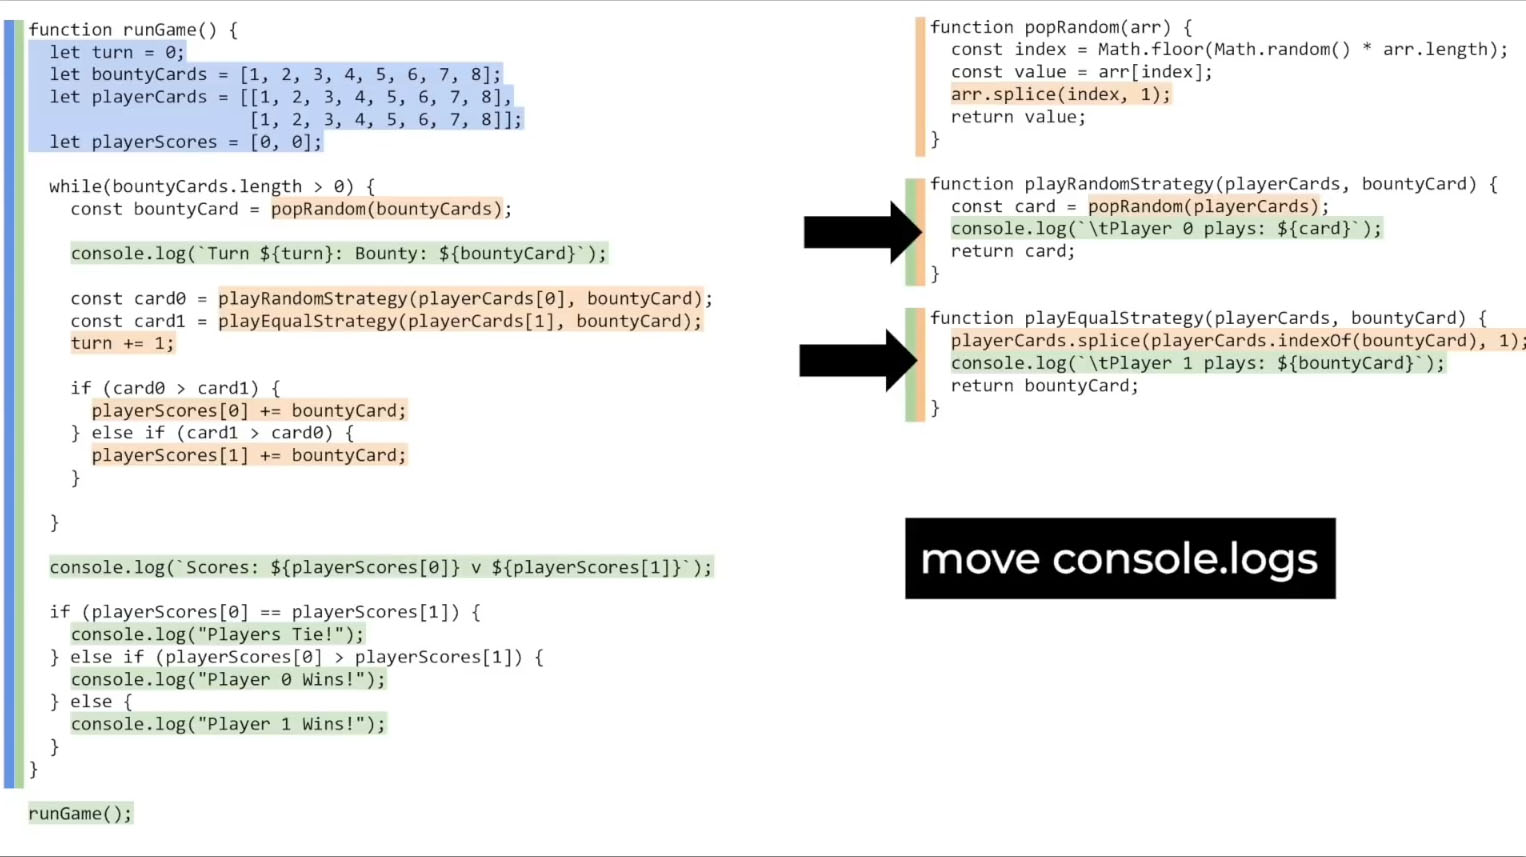 function runGame() {
let turn = 0;
let bountyCards = [1, 2, 3, 4, 5, 6, 7, 8];
let playerCards = [[1, 2, 3, 4, 5, 6, 7, 8],
[1, 2, 3, 4, 5, 6, 7, 8]];
let playerScores = [0, 0];
while(bountyCards.length > 0) {
const bountyCard = popRandom(bountyCards);
console.log(`Turn ${turn}: Bounty: ${bountyCard}`);
const card0 = playRandomStrategy(playerCards[0], bountyCard);
const card1 = playEqualStrategy(playerCards[1], bountyCard);
turn += 1;
if (card0 > card1) {
playerScores[0] += bountyCard;
} else if (card1 > card0) {
playerScores[1] += bountyCard;
}
}
console.log(`Scores: ${playerScores[0]} v ${playerScores[1]}`);
if (playerScores[0] == playerScores[1]) {
console.log("Players Tie!");
} else if (playerScores[0] > playerScores[1]) {
console.log("Player 0 Wins!");
} else {
console.log("Player 1 Wins!");
}
}
runGame();
function popRandom(arr) {
const index = Math.floor(Math.random() * arr.length);
const value = arr[index];
arr.splice(index, 1);
return value;
}
function playRandomStrategy(playerCards, bountyCard) {
const card = popRandom(playerCards);
console.log(`\tPlayer 0 plays: ${card}`);
return card;
}
function playEqualStrategy(playerCards, bountyCard) {
playerCards.splice(playerCards.indexOf(bountyCard), 1);
console.log(`\tPlayer 1 plays: ${bountyCard}`);
return bountyCard;
}
move console.logs